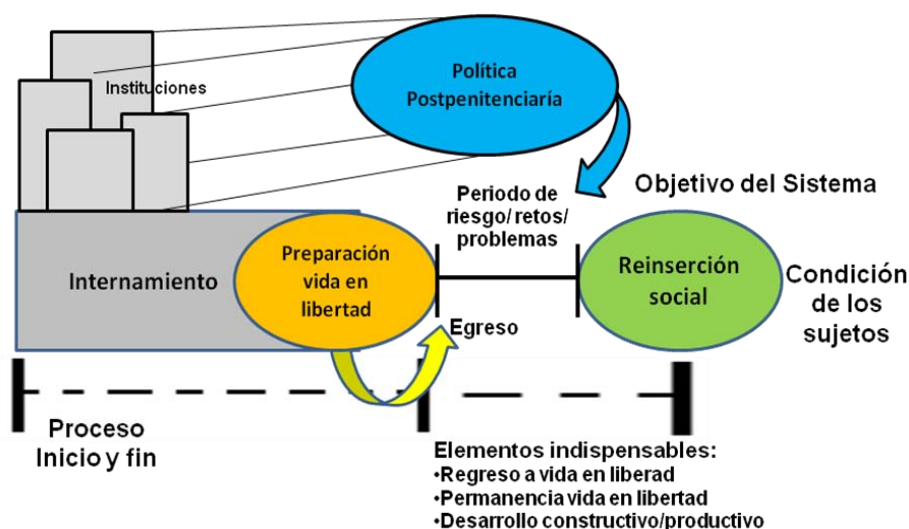 Instituciones
Política
Postpenitenciaría
Periodo de
riesgo/ retos/
problemas
Objetivo del Sistema
Internamiento
Preparación
vida en
libertad
Egreso
Reinserción
social
Condición
de los
sujetos
Proceso
Inicio y fin
Elementos indispensables:
•Regreso a vida en liberad
•Permanencia vida en libertad
•Desarrollo constructivo/productivo